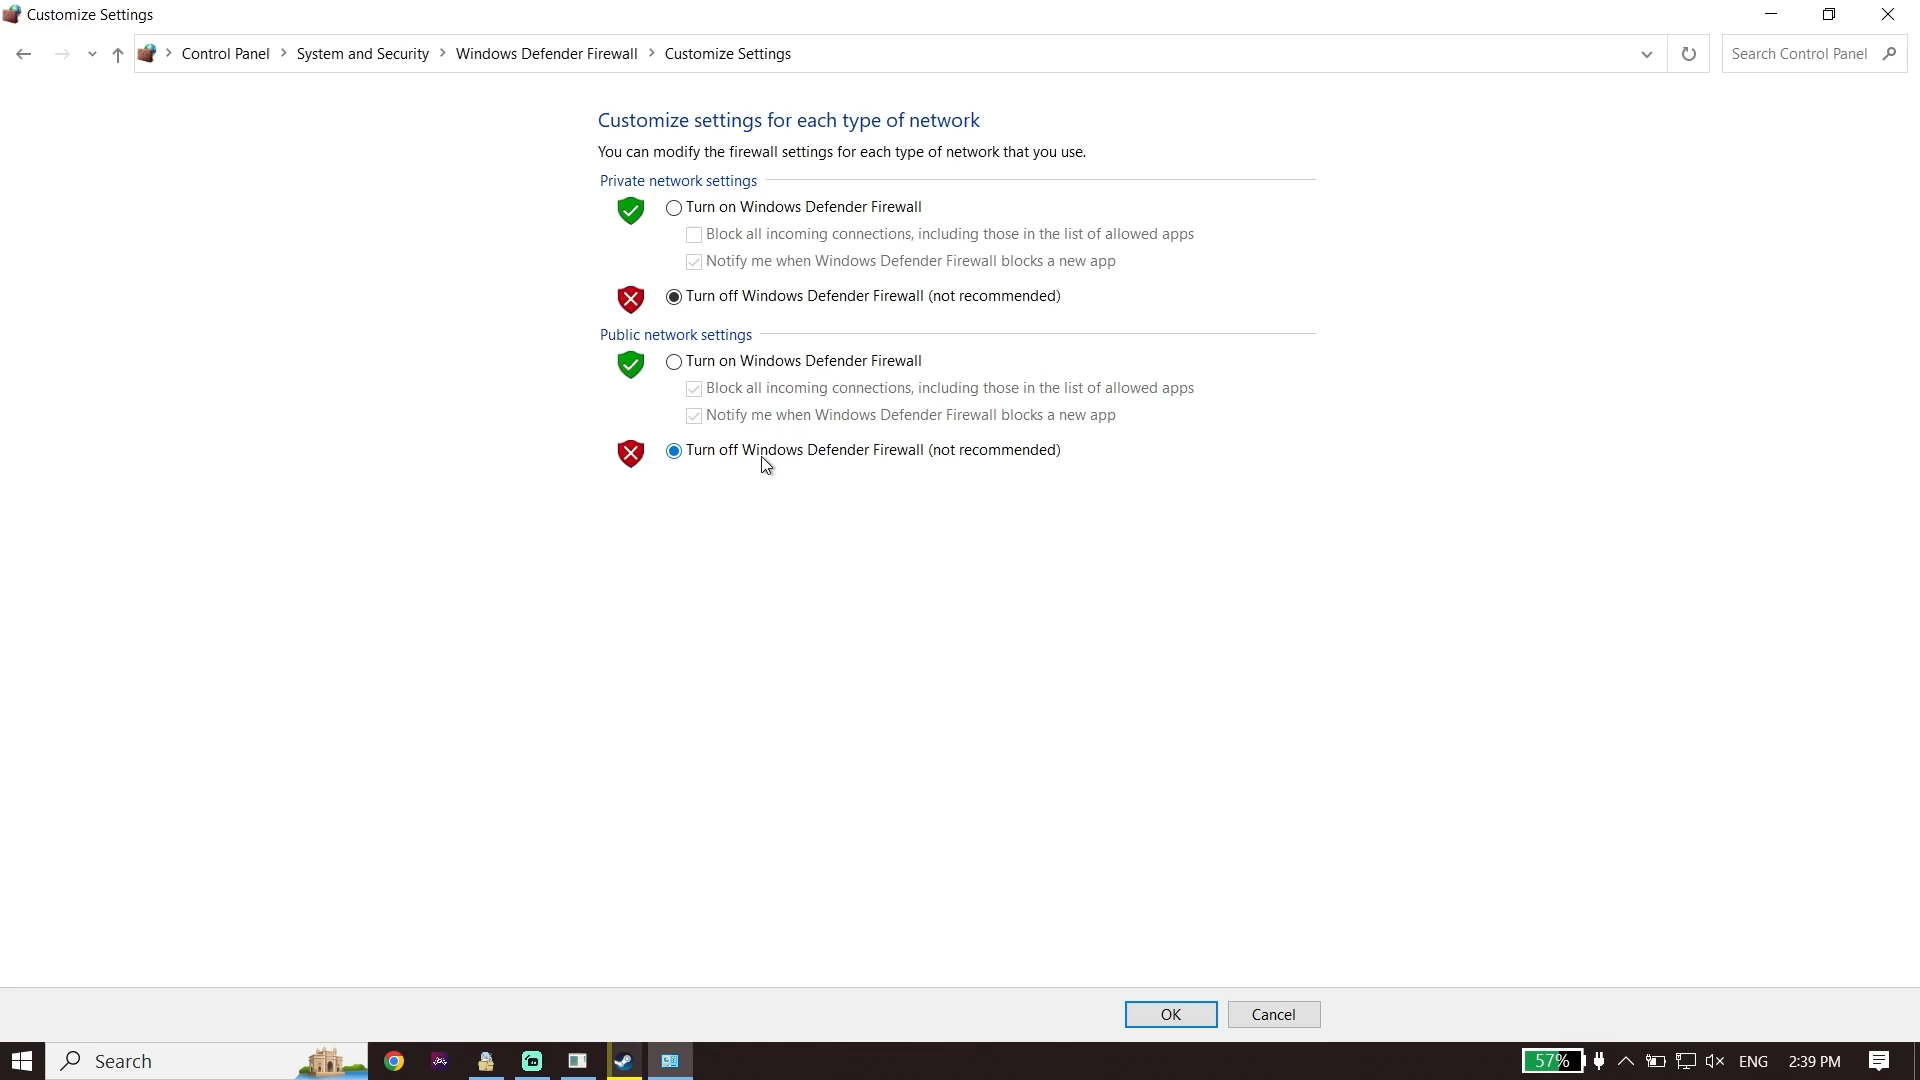 Customize Settings
Control Panel > System and Security > Windows Defender Firewall > Customize Settings
Search Control Panel
Customize settings for each type of network
You can modify the firewall settings for each type of network that you use.
Private network settings
Turn on Windows Defender Firewall
Block all incoming connections, including those in the list of allowed apps
Notify me when Windows Defender Firewall blocks a new app
Turn off Windows Defender Firewall (not recommended)
Public network settings
Turn on Windows Defender Firewall
Block all incoming connections, including those in the list of allowed apps
Notify me when Windows Defender Firewall blocks a new app
Turn off Windows Defender Firewall (not recommended)
OK Cancel
Search 57% ENG 2:39 PM